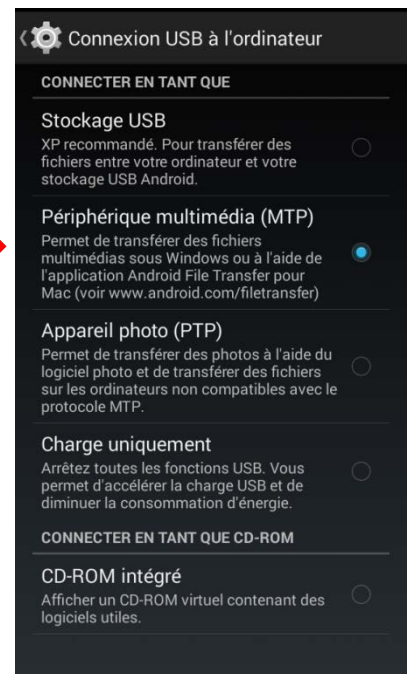 Connexion USB à l'ordinateur
CONNECTER EN TANT QUE
Stockage USB
XP recommandé. Pour transférer des
fichiers entre votre ordinateur et votre
stockage USB Android.
Périphérique multimédia (MTP)
Permet de transférer des fichiers
multimédias sous Windows ou à l'aide de
l'application Android File Transfer pour
Mac (voir www.android.com/filetransfer)
Appareil photo (PTP)
Permet de transférer des photos à l'aide du
logiciel photo et de transférer des fichiers
sur les ordinateurs non compatibles avec le
protocole MTP.
Charge uniquement
Arrêtez toutes les fonctions USB. Vous
permet d'accélérer la charge USB et de
diminuer la consommation d'énergie.
CONNECTER EN TANT QUE CD-ROM
CD-ROM intégré
Afficher un CD-ROM virtuel contenant des
logiciels utiles.